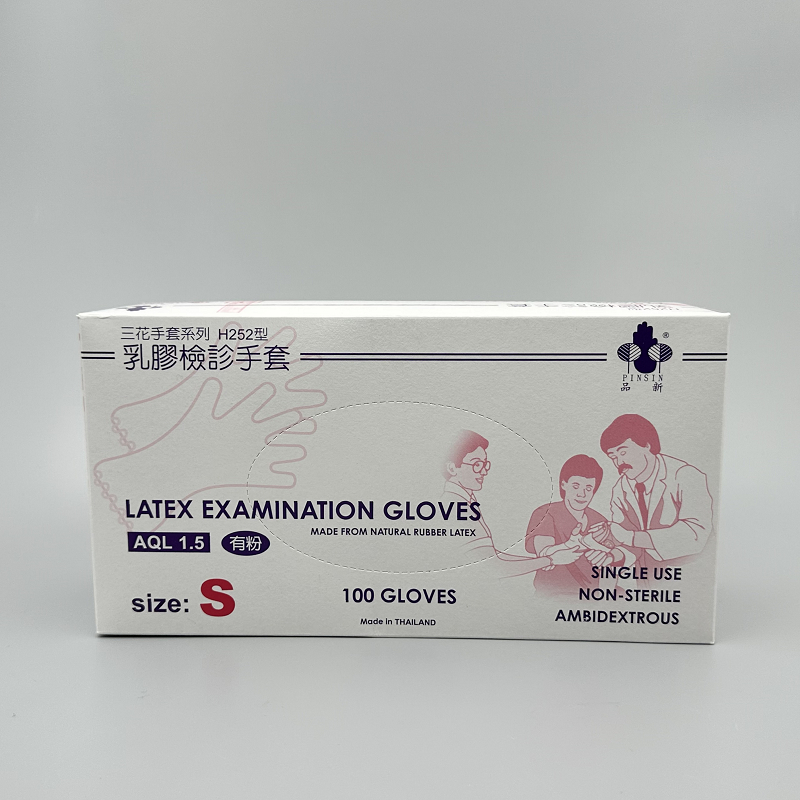 三花手套系列 H252型
乳膠檢診手套
®
PINSIN
品 新
LATEX EXAMINATION GLOVES
MADE FROM NATURAL RUBBER LATEX
AQL 1.5 有粉
size: S
100 GLOVES
Made in THAILAND
SINGLE USE
NON-STERILE
AMBIDEXTROUS